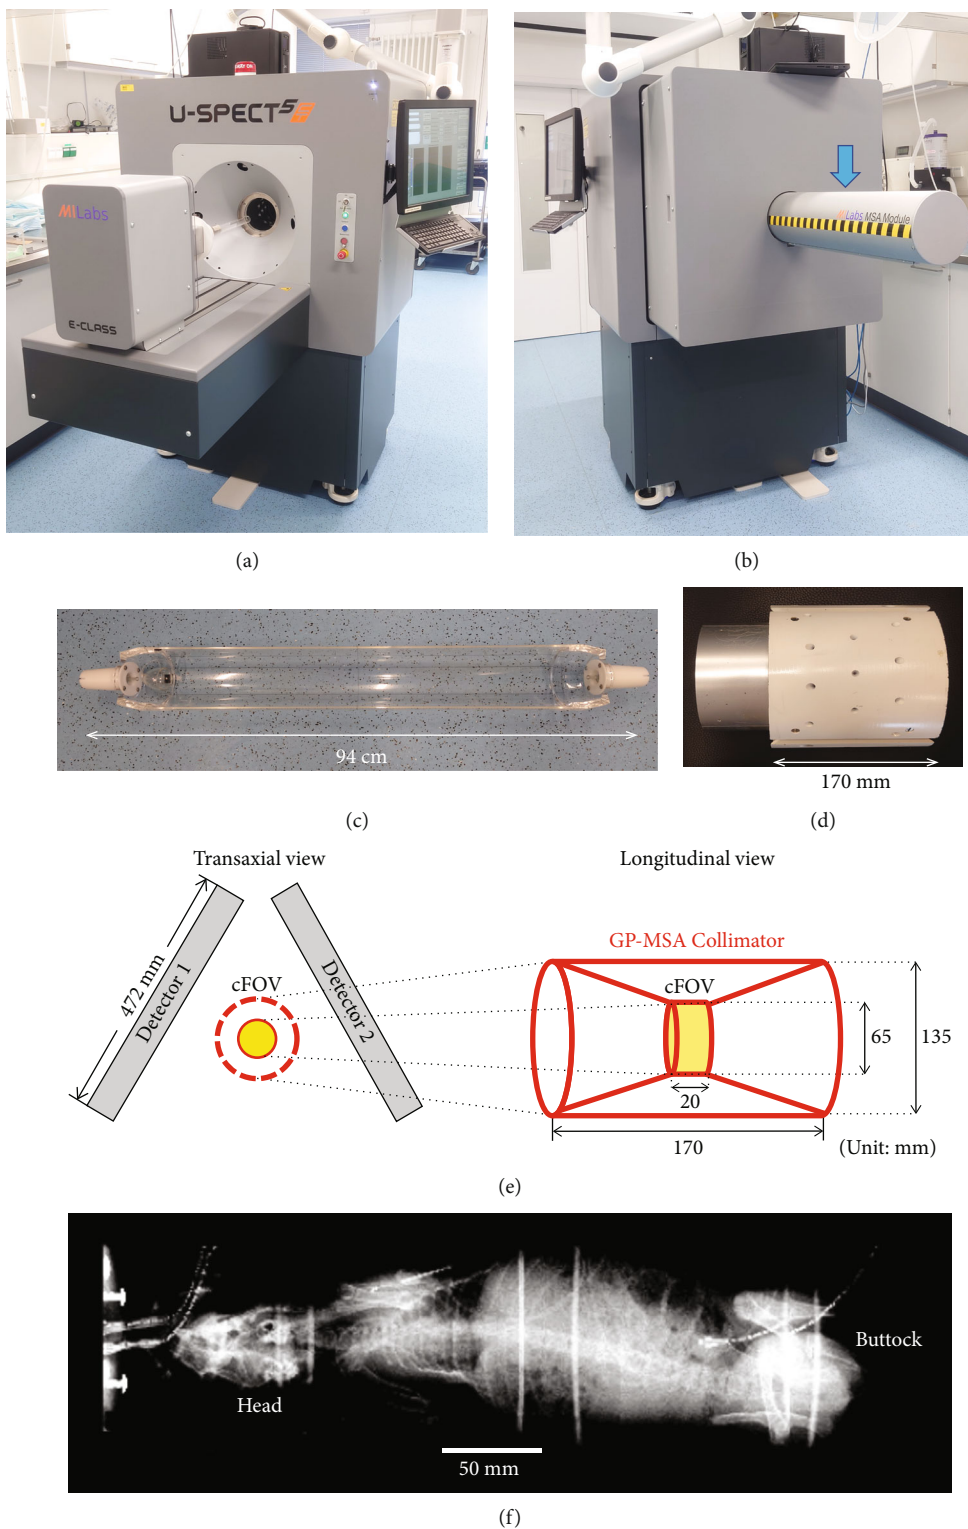 U-SPECT5
MILabs
E-CLASS
(a)
MILabs MSA Module
(b)
94 cm
(c)
170 mm
(d)
Transaxial view
Longitudinal view
472 mm
Detector 1
cFOV
Detector 2
GP-MSA Collimator
cFOV
65
135
20
170
(Unit: mm)
(e)
Head
Buttock
50 mm
(f)